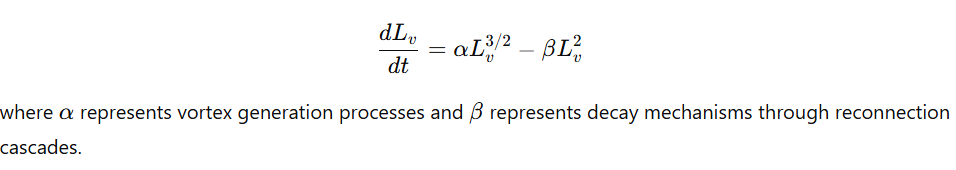 dL_v/dt = αL_v^{3/2} − βL_v^2
where α represents vortex generation processes and β represents decay mechanisms through reconnection
cascades.